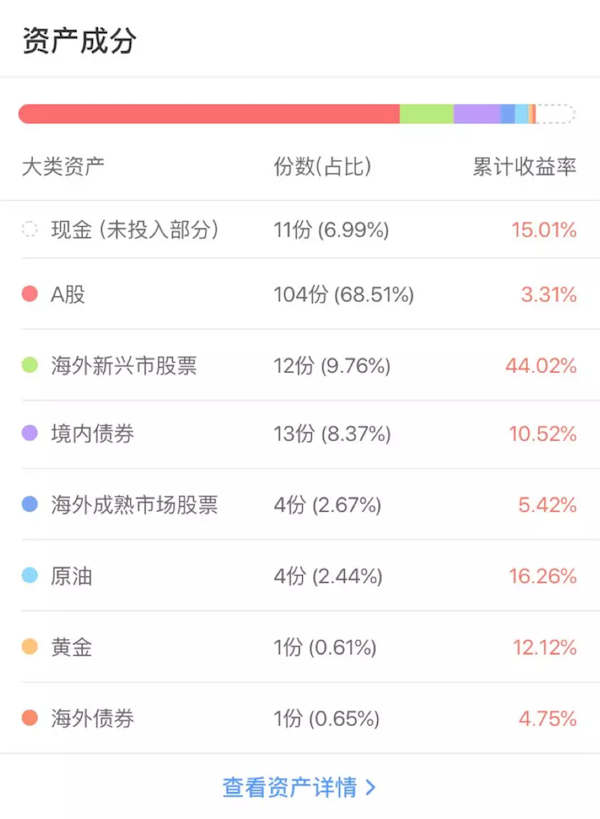 资产成分
大类资产 份数(占比) 累计收益率
现金 (未投入部分) 11份 (6.99%) 15.01%
A股 104份 (68.51%) 3.31%
海外新兴市股票 12份 (9.76%) 44.02%
境内债券 13份 (8.37%) 10.52%
海外成熟市场股票 4份 (2.67%) 5.42%
原油 4份 (2.44%) 16.26%
黄金 1份 (0.61%) 12.12%
海外债券 1份 (0.65%) 4.75%
查看资产详情 >